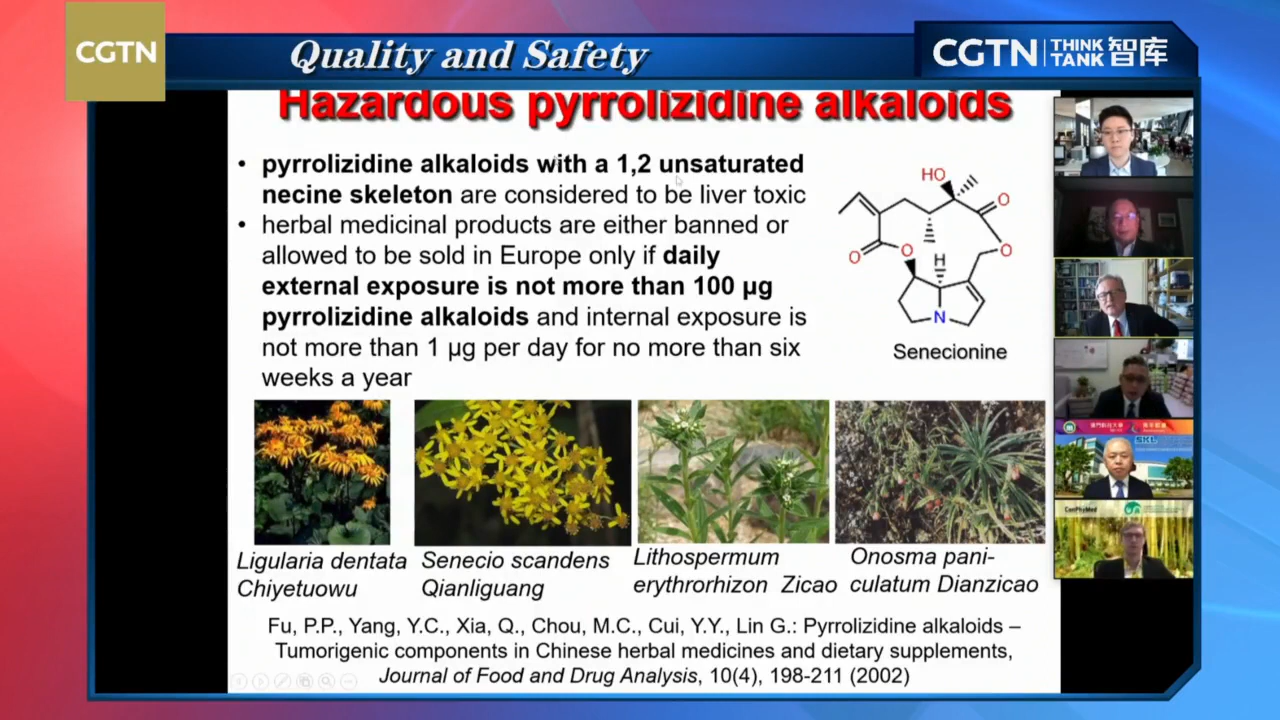 CGTN
Quality and Safety
CGTN THINK TANK 智库
Hazardous pyrrolizidine alkaloids
• pyrrolizidine alkaloids with a 1,2 unsaturated
necine skeleton are considered to be liver toxic
• herbal medicinal products are either banned or
allowed to be sold in Europe only if daily
external exposure is not more than 100 µg
pyrrolizidine alkaloids and internal exposure is
not more than 1 µg per day for no more than six
weeks a year
HO
O
O
O
O
H
N
Senecionine
Ligularia dentata
Chiyetuowu
Senecio scandens
Qianliguang
Lithospermum
erythrorhizon Zicao
Onosma pani-
culatum Dianzicao
Fu, P.P., Yang, Y.C., Xia, Q., Chou, M.C., Cui, Y.Y., Lin G.: Pyrrolizidine alkaloids –
Tumorigenic components in Chinese herbal medicines and dietary supplements,
Journal of Food and Drug Analysis, 10(4), 198-211 (2002)
SKL
ConPhyMed